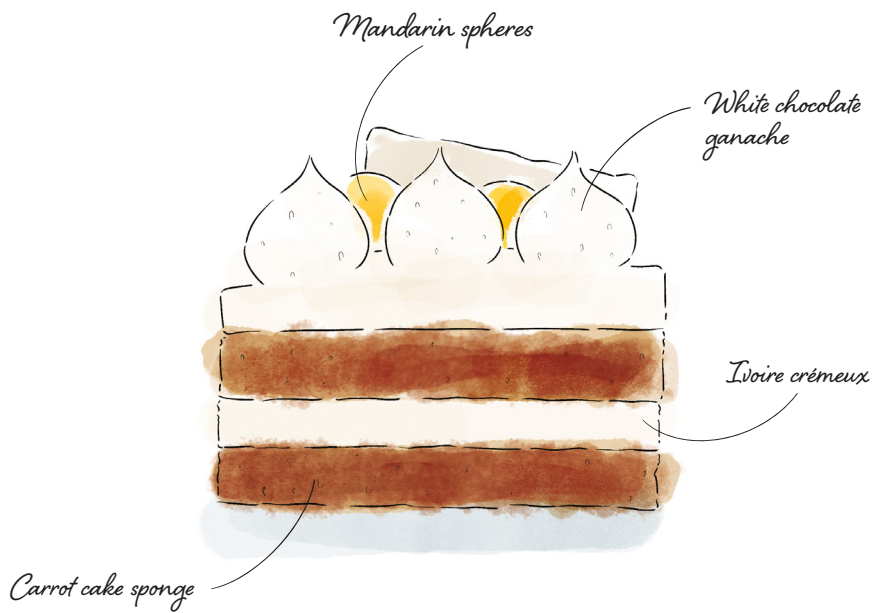 Mandarin spheres
White chocolate
ganache
Ivoire crémeux
Carrot cake sponge